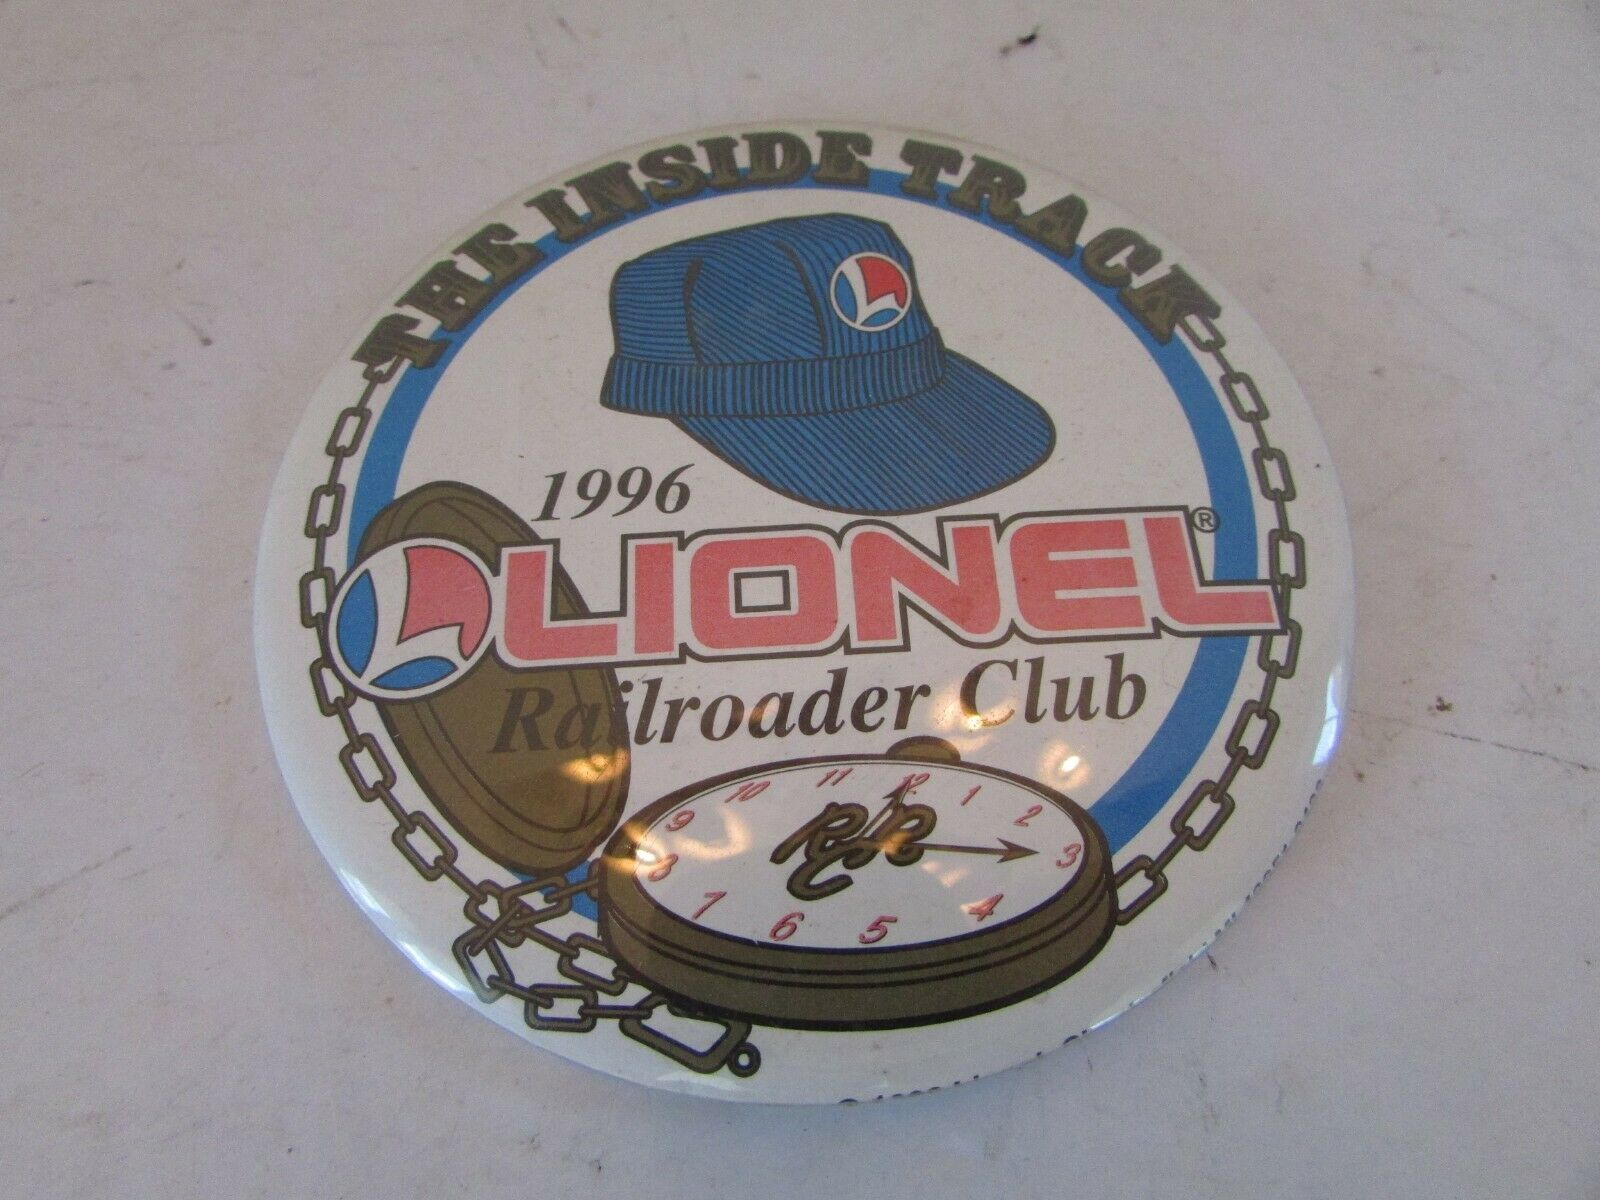 THE INSIDE TRACK
L
1996
L LIONEL®
Railroader Club
11 12 1
10 2
9 3
8 4
7 6 5
RRC